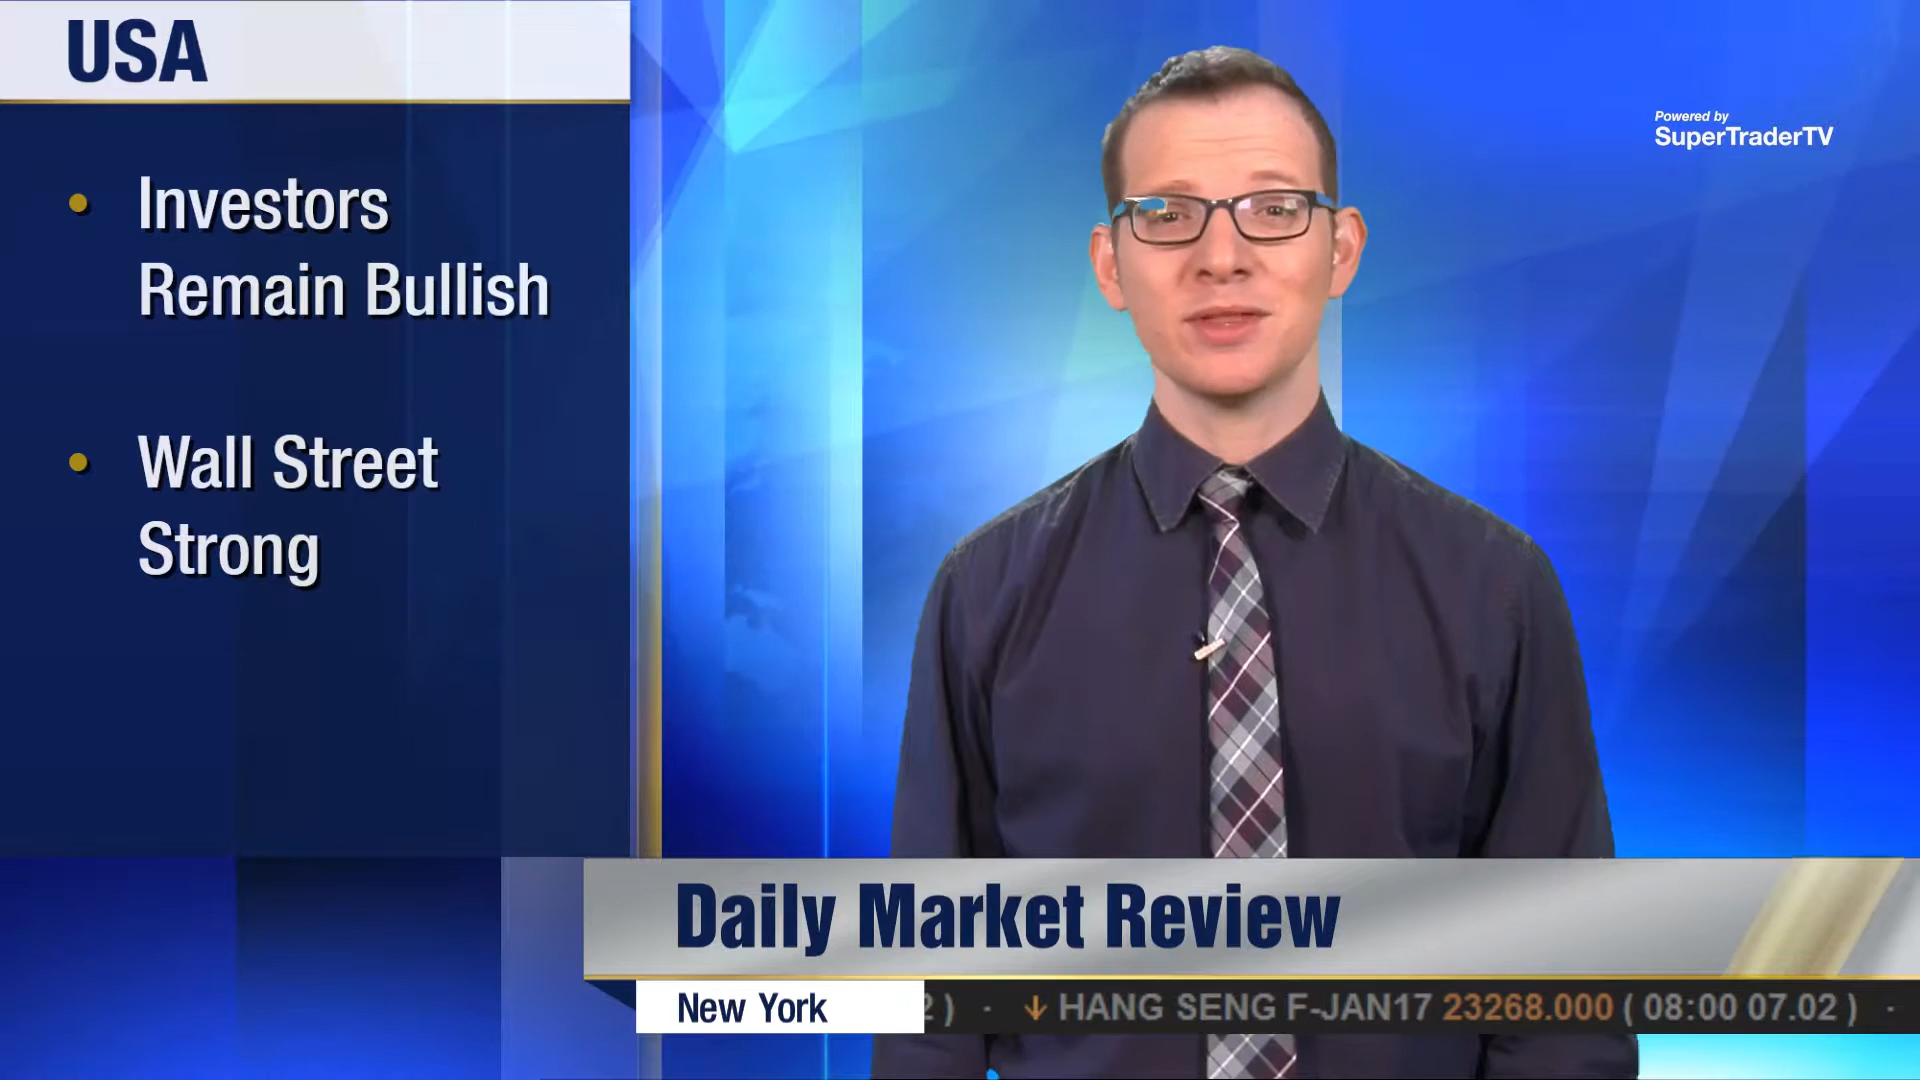 USA
• Investors
Remain Bullish
• Wall Street
Strong
Powered by
SuperTraderTV
Daily Market Review
New York
2 ) · ↓ HANG SENG F-JAN17 23268.000 ( 08:00 07.02 ) ·